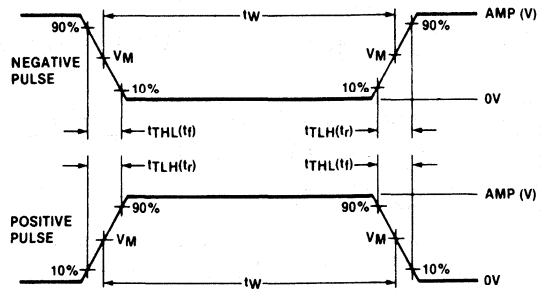 tW
AMP (V)
90%
90%
NEGATIVE
PULSE
VM
VM
10%
10%
0V
tTHL(tf)
tTLH(tr)
tTLH(tr)
tTHL(tf)
AMP (V)
90%
90%
POSITIVE
PULSE
VM
VM
10%
10%
tW
0V